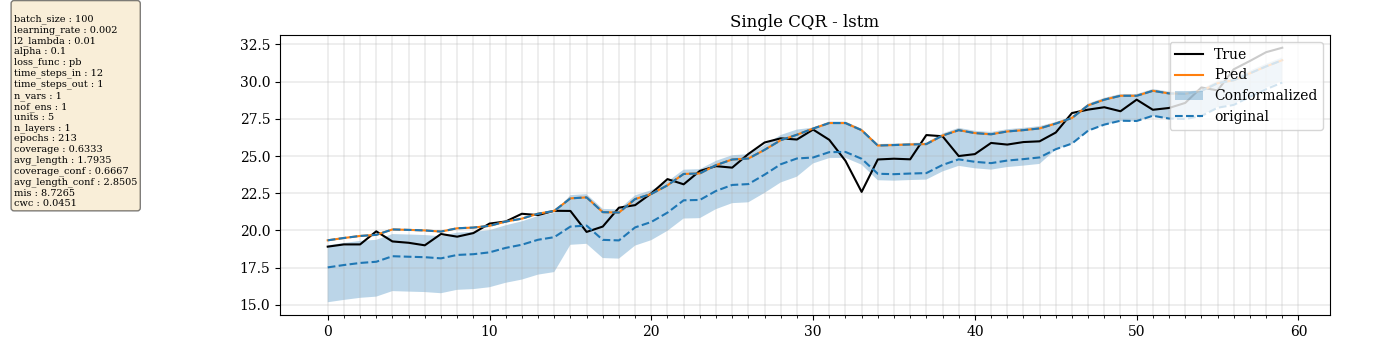 batch_size : 100
learning_rate : 0.002
l2_lambda : 0.01
alpha : 0.1
loss_func : pb
time_steps_in : 12
time_steps_out : 1
n_vars : 1
nof_ens : 1
units : 5
n_layers : 1
epochs : 213
coverage : 0.6333
avg_length : 1.7935
coverage_conf : 0.6667
avg_length_conf : 2.8505
mis : 8.7265
cwc : 0.0451
Single CQR - lstm
32.5
30.0
27.5
25.0
22.5
20.0
17.5
15.0
0
10
20
30
40
50
60
True
Pred
Conformalized
original